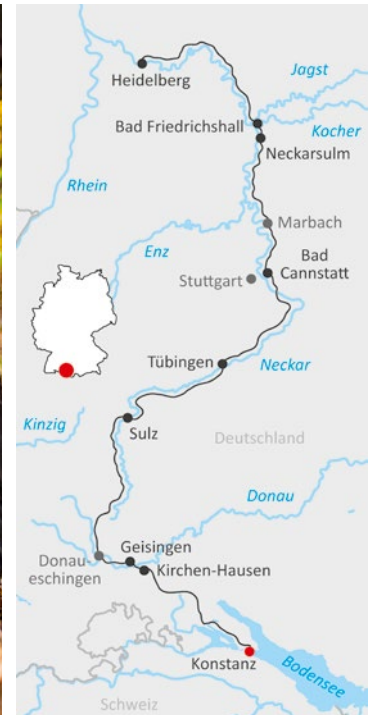 Heidelberg
Jagst
Bad Friedrichshall
Kocher
Neckarsulm
Rhein
Marbach
Enz
Bad
Cannstatt
Stuttgart
Tübingen
Neckar
Kinzig
Sulz
Deutschland
Donau
Geisingen
Donau-
eschingen
Kirchen-Hausen
Konstanz
Bodensee
Schweiz